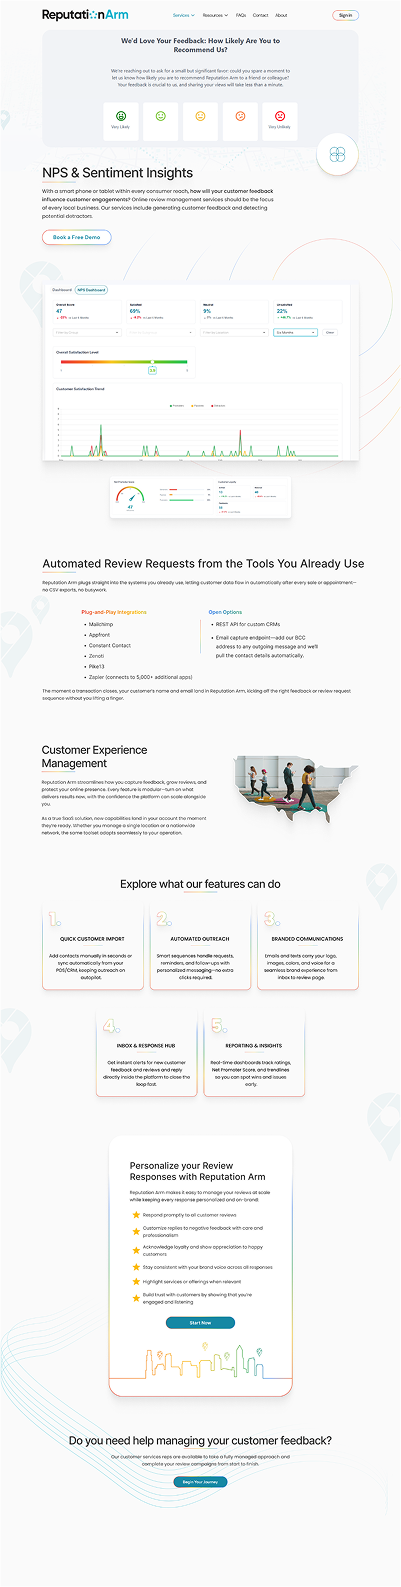 ReputationArm
Services
Resources
FAQs
Contact
About
Sign in
We'd Love Your Feedback: How Likely Are You to
Recommend Us?
We're reaching out to ask for a small but significant favor: could you spare a moment to
let us know how likely you are to recommend Reputation Arm to a friend or colleague?
Your feedback is crucial to us, and sharing your views will take less than a minute.
Very Likely
Very Unlikely
NPS & Sentiment Insights
With a smart phone or tablet within every consumer reach, how will your customer feedback
influence customer engagements? Online review management services should be the focus
of every local business. Our services include generating customer feedback and detecting
potential detractors.
Book a Free Demo
Dashboard
NPS Dashboard
Overall Score
47
69%
Neutral
9%
22%
Six Months
Overall Satisfaction Level
Customer Satisfaction Trend
47
Automated Review Requests from the Tools You Already Use
Reputation Arm plugs straight into the systems you already use, letting customer data flow in automatically after every sale or appointment—
no CSV exports, no busywork.
Plug-and-Play Integrations
Mailchimp
Appfront
Constant Contact
Zenoti
Pike13
Zapier (connects to 5,000+ additional apps)
Open Options
REST API for custom CRMs
Email capture endpoint—add our BCC
address to any outgoing message and we'll
pull the contact details automatically.
The moment a transaction closes, your customer's name and email land in Reputation Arm, kicking off the right feedback or review request
sequence without you lifting a finger.
Customer Experience
Management
Reputation Arm streamlines how you capture feedback, grow reviews, and
protect your online presence. Every feature is modular—turn on what
delivers results now, with the confidence the platform can scale alongside
you.
As a true SaaS solution, new capabilities land in your account the moment
they're ready. Whether you manage a single location or a nationwide
network, the same toolset adapts seamlessly to your operation.
Explore what our features can do
1.
QUICK CUSTOMER IMPORT
Add contacts manually in seconds or
sync automatically from your
POS/CRM, keeping outreach on
autopilot.
2.
AUTOMATED OUTREACH
Smart sequences handle requests,
reminders, and follow-ups with
personalized messaging—no extra
clicks required.
3.
BRANDED COMMUNICATIONS
Emails and texts carry your logo,
images, colors, and voice for a
seamless brand experience from
inbox to review page.
4.
INBOX & RESPONSE HUB
Get instant alerts for new customer
feedback and reviews and reply
directly inside the platform to close the
loop fast.
5.
REPORTING & INSIGHTS
Real-time dashboards track ratings,
Net Promoter Score, and trendlines
so you can spot wins and issues
early.
Personalize your Review
Responses with Reputation Arm
Reputation Arm makes it easy to manage your reviews at scale
while keeping every response personalized and on-brand:
Respond promptly to all customer reviews
Customize replies to negative feedback with care and
professionalism
Acknowledge loyalty and show appreciation to happy
customers
Stay consistent with your brand voice across all responses
Highlight services or offerings when relevant
Build trust with customers by showing that you're
engaged and listening
Start Now
Do you need help managing your customer feedback?
Our customer services reps are available to take a fully managed approach and
complete your review campaigns from start to finish.
Begin Your Journey